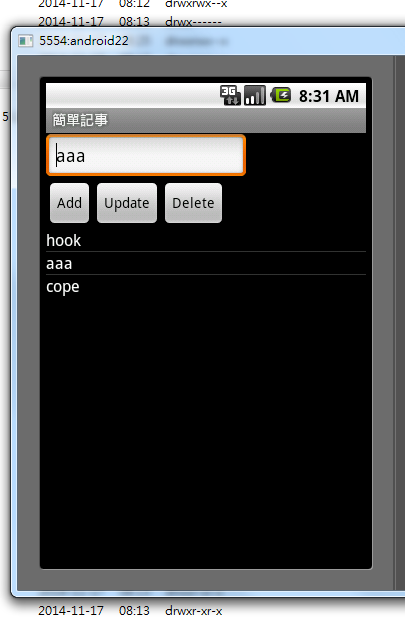 2014-11-17 08:12 drwxrwx--x
2014-11-17 08:13 drwx------
5554:android22
5
3G 8:31 AM
簡單記事
aaa
Add Update Delete
hook
aaa
cope
2014-11-17 08:13 drwxr-xr-x